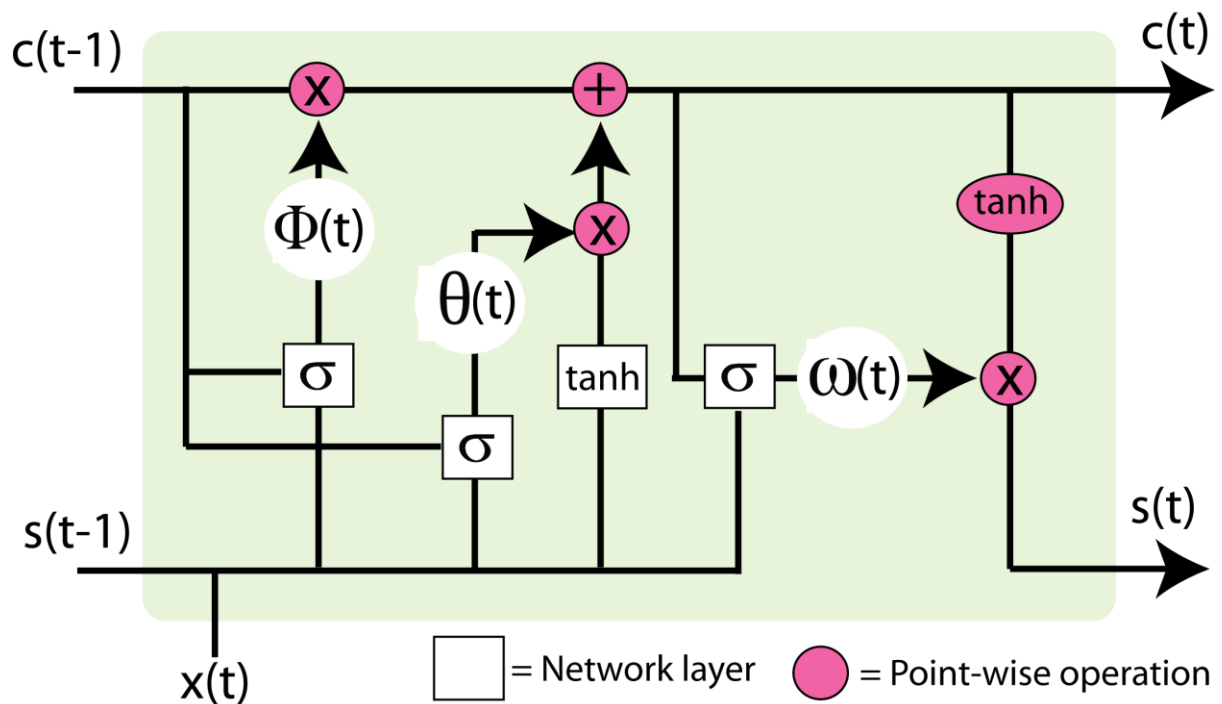 c(t-1)
c(t)
x
+
tanh
Φ(t)
x
θ(t)
σ
tanh
σ
ω(t)
x
σ
s(t-1)
s(t)
x(t)
= Network layer
= Point-wise operation